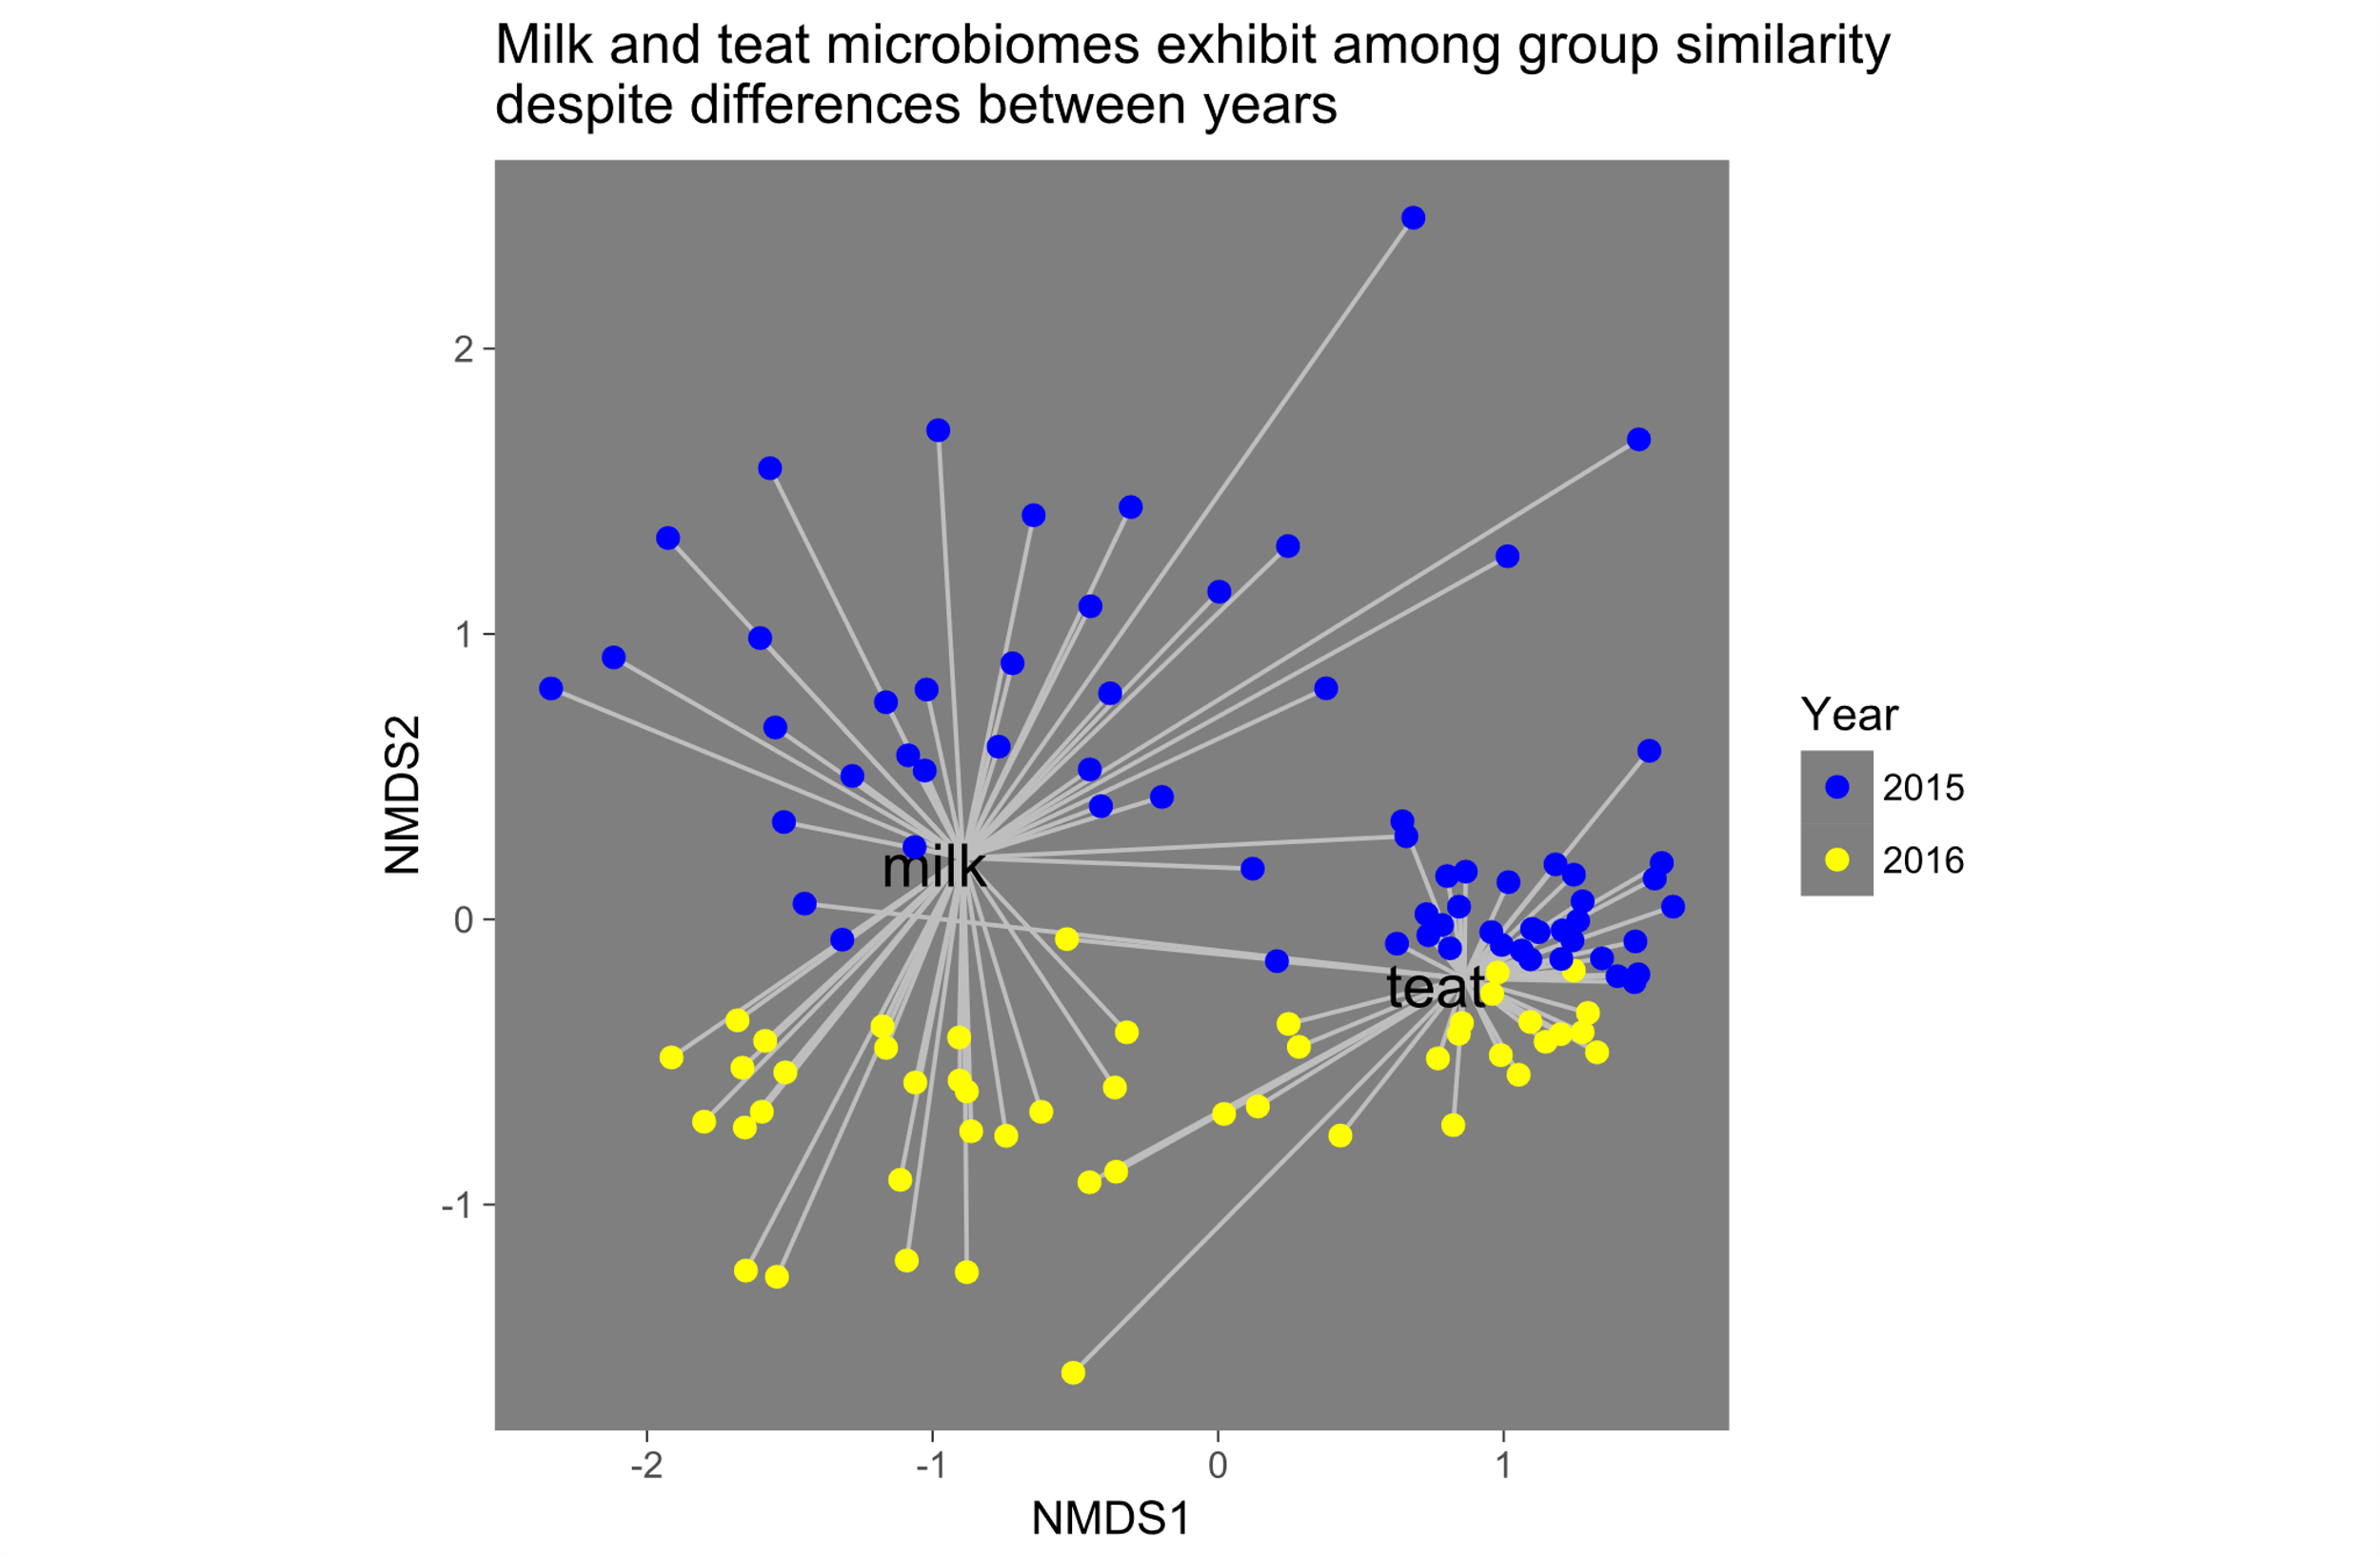 Milk and teat microbiomes exhibit among group similarity
despite differences between years
2
1
0
-1
NMDS2
milk
teat
-2
-1
0
1
NMDS1
Year
2015
2016